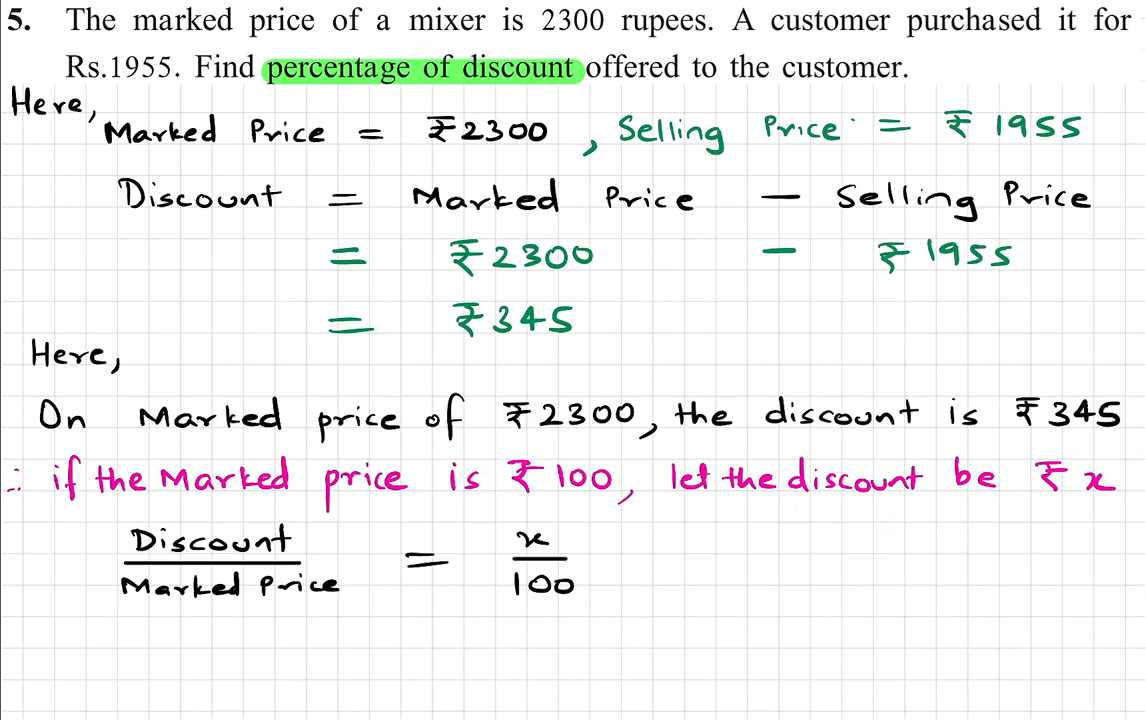 5. The marked price of a mixer is 2300 rupees. A customer purchased it for
Rs.1955. Find percentage of discount offered to the customer.
Here,
Marked Price = ₹2300 , Selling Price = ₹ 1955
Discount = Marked Price - Selling Price
= ₹2300 - ₹1955
= ₹345
Here,
On Marked price of ₹2300, the discount is ₹345
∴ if the Marked price is ₹100, let the discount be ₹ x
Discount / Marked Price = x / 100